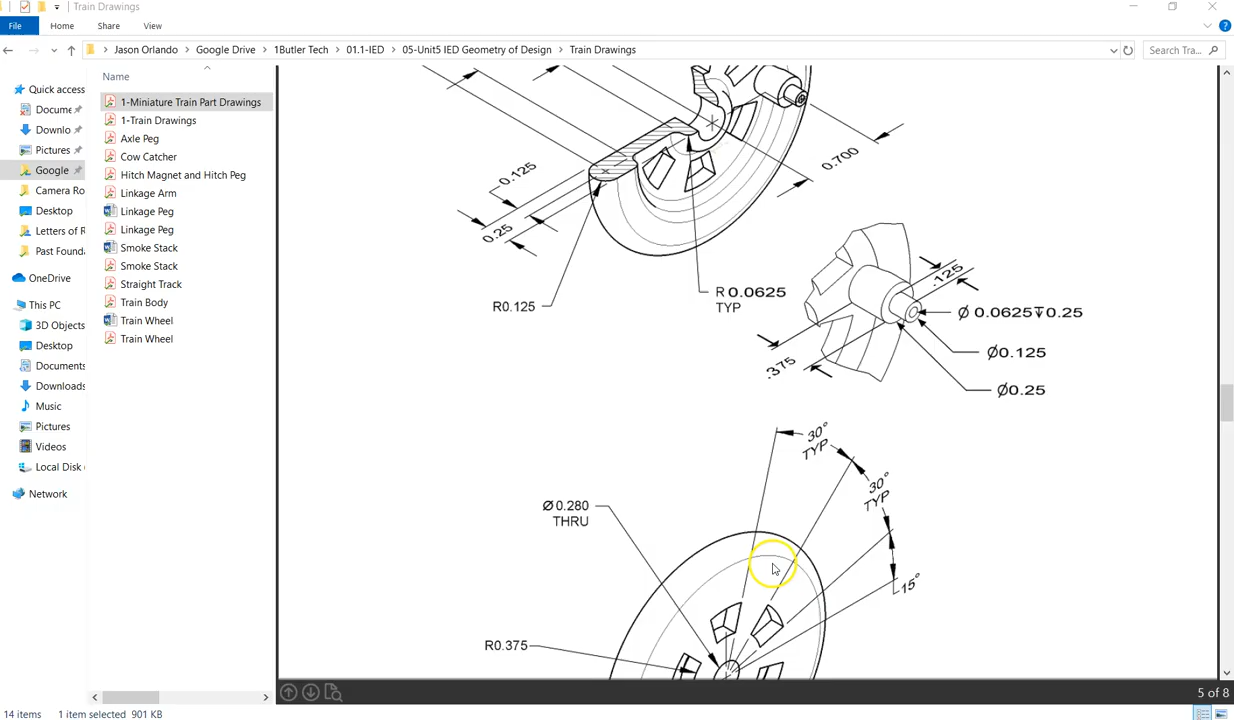 Train Drawings
File Home Share View
Jason Orlando Google Drive 1Butler Tech 01.1-IED 05-Unit5 IED Geometry of Design Train Drawings
Search Tra...
Name
Quick access
Docume
Downlo
Pictures
Google
Camera Ro
Desktop
Letters of R
Past Founda
OneDrive
This PC
3D Objects
Desktop
Documents
Downloads
Music
Pictures
Videos
Local Disk (
Network
1-Miniature Train Part Drawings
1-Train Drawings
Axle Peg
Cow Catcher
Hitch Magnet and Hitch Peg
Linkage Arm
Linkage Peg
Linkage Peg
Smoke Stack
Smoke Stack
Straight Track
Train Body
Train Wheel
Train Wheel
0.125
0.25
0.700
R0.125
R 0.0625
TYP
.125
Ø 0.0625↧0.25
Ø0.125
.375
Ø0.25
30°
TYP
30°
TYP
Ø0.280
THRU
15°
R0.375
5 of 8
14 items 1 item selected 901 KB